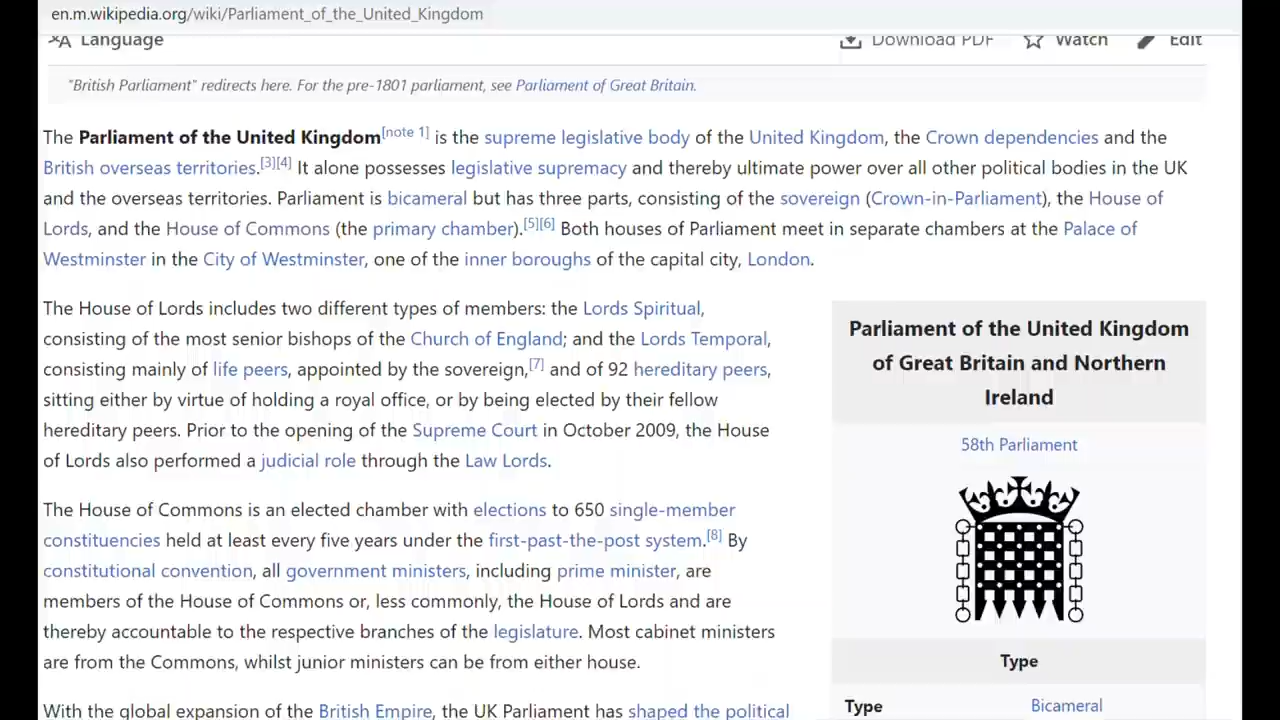 en.m.wikipedia.org/wiki/Parliament_of_the_United_Kingdom
Language
Download PDF
Watch
Edit
"British Parliament" redirects here. For the pre-1801 parliament, see Parliament of Great Britain.
The Parliament of the United Kingdom[note 1] is the supreme legislative body of the United Kingdom, the Crown dependencies and the
British overseas territories.[3][4] It alone possesses legislative supremacy and thereby ultimate power over all other political bodies in the UK
and the overseas territories. Parliament is bicameral but has three parts, consisting of the sovereign (Crown-in-Parliament), the House of
Lords, and the House of Commons (the primary chamber).[5][6] Both houses of Parliament meet in separate chambers at the Palace of
Westminster in the City of Westminster, one of the inner boroughs of the capital city, London.
The House of Lords includes two different types of members: the Lords Spiritual,
consisting of the most senior bishops of the Church of England; and the Lords Temporal,
consisting mainly of life peers, appointed by the sovereign,[7] and of 92 hereditary peers,
sitting either by virtue of holding a royal office, or by being elected by their fellow
hereditary peers. Prior to the opening of the Supreme Court in October 2009, the House
of Lords also performed a judicial role through the Law Lords.
The House of Commons is an elected chamber with elections to 650 single-member
constituencies held at least every five years under the first-past-the-post system.[8] By
constitutional convention, all government ministers, including prime minister, are
members of the House of Commons or, less commonly, the House of Lords and are
thereby accountable to the respective branches of the legislature. Most cabinet ministers
are from the Commons, whilst junior ministers can be from either house.
With the global expansion of the British Empire, the UK Parliament has shaped the political
Parliament of the United Kingdom
of Great Britain and Northern
Ireland
58th Parliament
Type
Type Bicameral